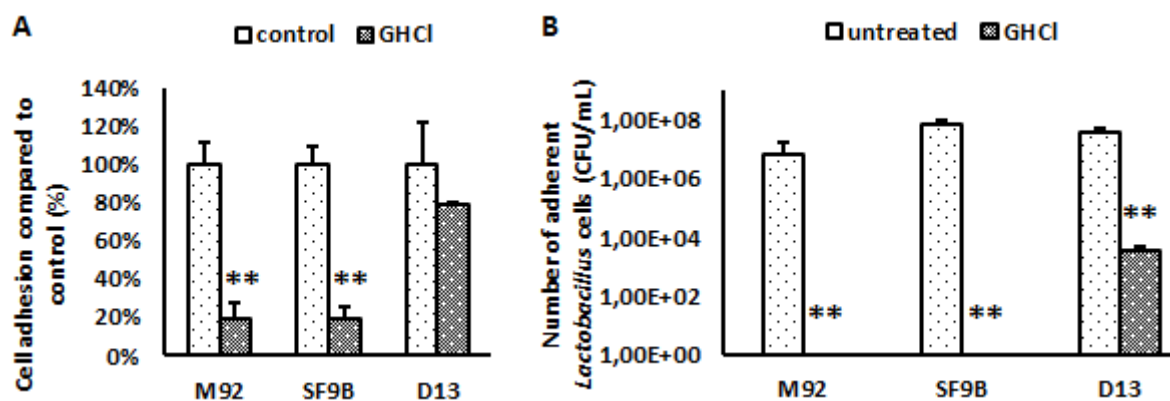 A
control GHCl
Cell adhesion compared to
control (%)
140%
120%
100%
80%
60%
40%
20%
0%
** **
M92 SF9B D13
B
untreated GHCl
Number of adherent
Lactobacillus cells (CFU/mL)
1,00E+08
1,00E+06
1,00E+04
1,00E+02
1,00E+00
** ** **
M92 SF9B D13